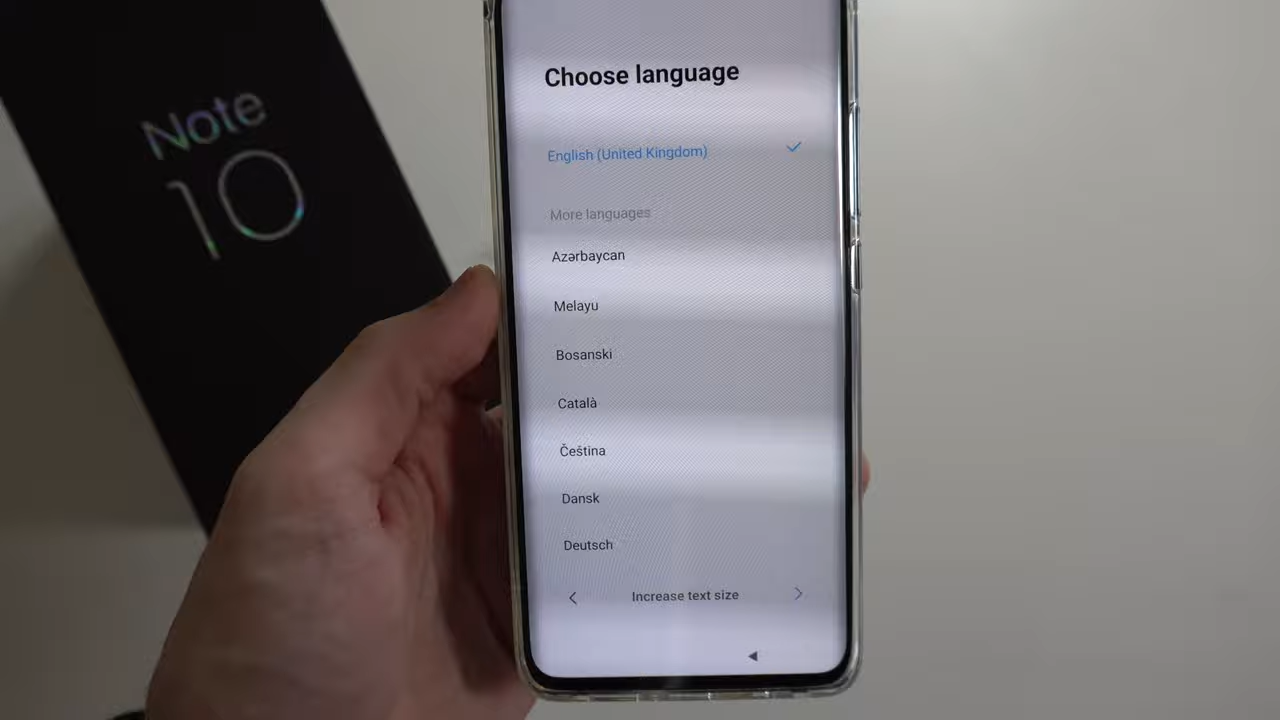 Note
10
Choose language
English (United Kingdom)
More languages
Azərbaycan
Melayu
Bosanski
Català
Čeština
Dansk
Deutsch
Increase text size